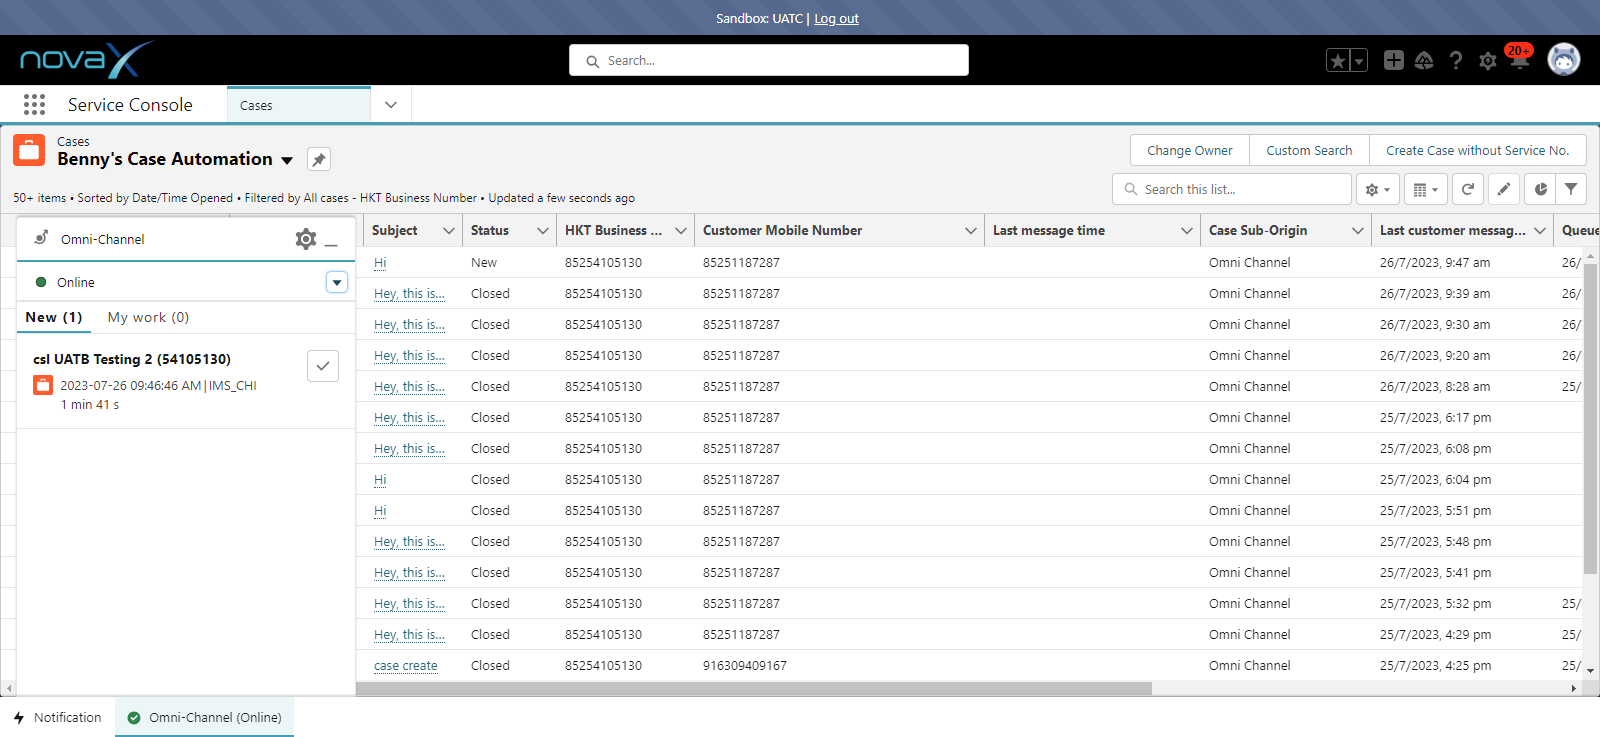 Sandbox: UATC | Log out
novaX
Search...
20+
Service Console
Cases
Cases
Benny's Case Automation
Change Owner
Custom Search
Create Case without Service No.
50+ items • Sorted by Date/Time Opened • Filtered by All cases - HKT Business Number • Updated a few seconds ago
Search this list...
Omni-Channel
Online
New (1) My work (0)
csl UATB Testing 2 (54105130)
2023-07-26 09:46:46 AM | IMS_CHI
1 min 41 s
Subject Status HKT Business ... Customer Mobile Number Last message time Case Sub-Origin Last customer messag... Queue
Hi New 85254105130 85251187287 Omni Channel 26/7/2023, 9:47 am 26/
Hey, this is... Closed 85254105130 85251187287 Omni Channel 26/7/2023, 9:39 am 26/
Hey, this is... Closed 85254105130 85251187287 Omni Channel 26/7/2023, 9:30 am 26/
Hey, this is... Closed 85254105130 85251187287 Omni Channel 26/7/2023, 9:20 am 26/
Hey, this is... Closed 85254105130 85251187287 Omni Channel 26/7/2023, 8:28 am 25/
Hey, this is... Closed 85254105130 85251187287 Omni Channel 25/7/2023, 6:17 pm
Hey, this is... Closed 85254105130 85251187287 Omni Channel 25/7/2023, 6:08 pm
Hi Closed 85254105130 85251187287 Omni Channel 25/7/2023, 6:04 pm
Hi Closed 85254105130 85251187287 Omni Channel 25/7/2023, 5:51 pm
Hey, this is... Closed 85254105130 85251187287 Omni Channel 25/7/2023, 5:48 pm
Hey, this is... Closed 85254105130 85251187287 Omni Channel 25/7/2023, 5:41 pm
Hey, this is... Closed 85254105130 85251187287 Omni Channel 25/7/2023, 5:32 pm 25/
Hey, this is... Closed 85254105130 85251187287 Omni Channel 25/7/2023, 4:29 pm 25/
case create Closed 85254105130 916309409167 Omni Channel 25/7/2023, 4:25 pm 25/
Notification
Omni-Channel (Online)